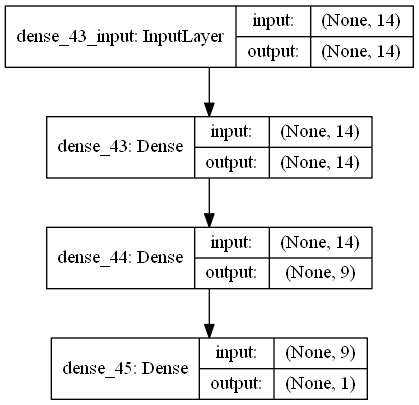 dense_43_input: InputLayer
input: (None, 14)
output: (None, 14)
dense_43: Dense
input: (None, 14)
output: (None, 14)
dense_44: Dense
input: (None, 14)
output: (None, 9)
dense_45: Dense
input: (None, 9)
output: (None, 1)